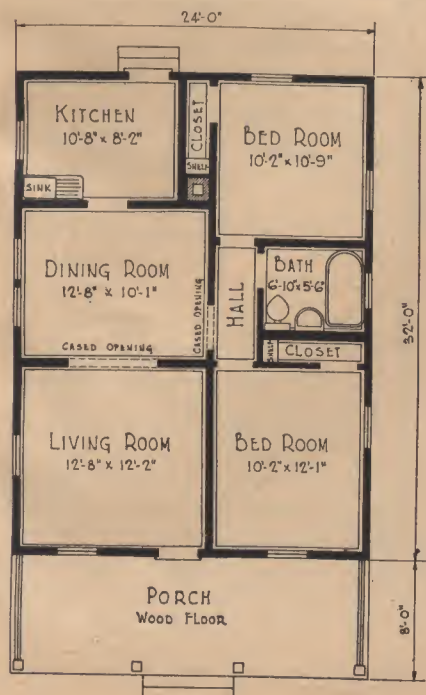 24'-0"
KITCHEN
10'-8" x 8'-2"
CLOSET
SHELF
BED ROOM
10'-2" x 10'-9"
SINK
DINING ROOM
12'-8" x 10'-1"
CASED OPENING
CASED OPENING
HALL
BATH
6'-10" x 5'-6"
32'-0"
SHELF
CLOSET
LIVING ROOM
12'-8" x 12'-2"
BED ROOM
10'-2" x 12'-1"
PORCH
WOOD FLOOR
8'-0"